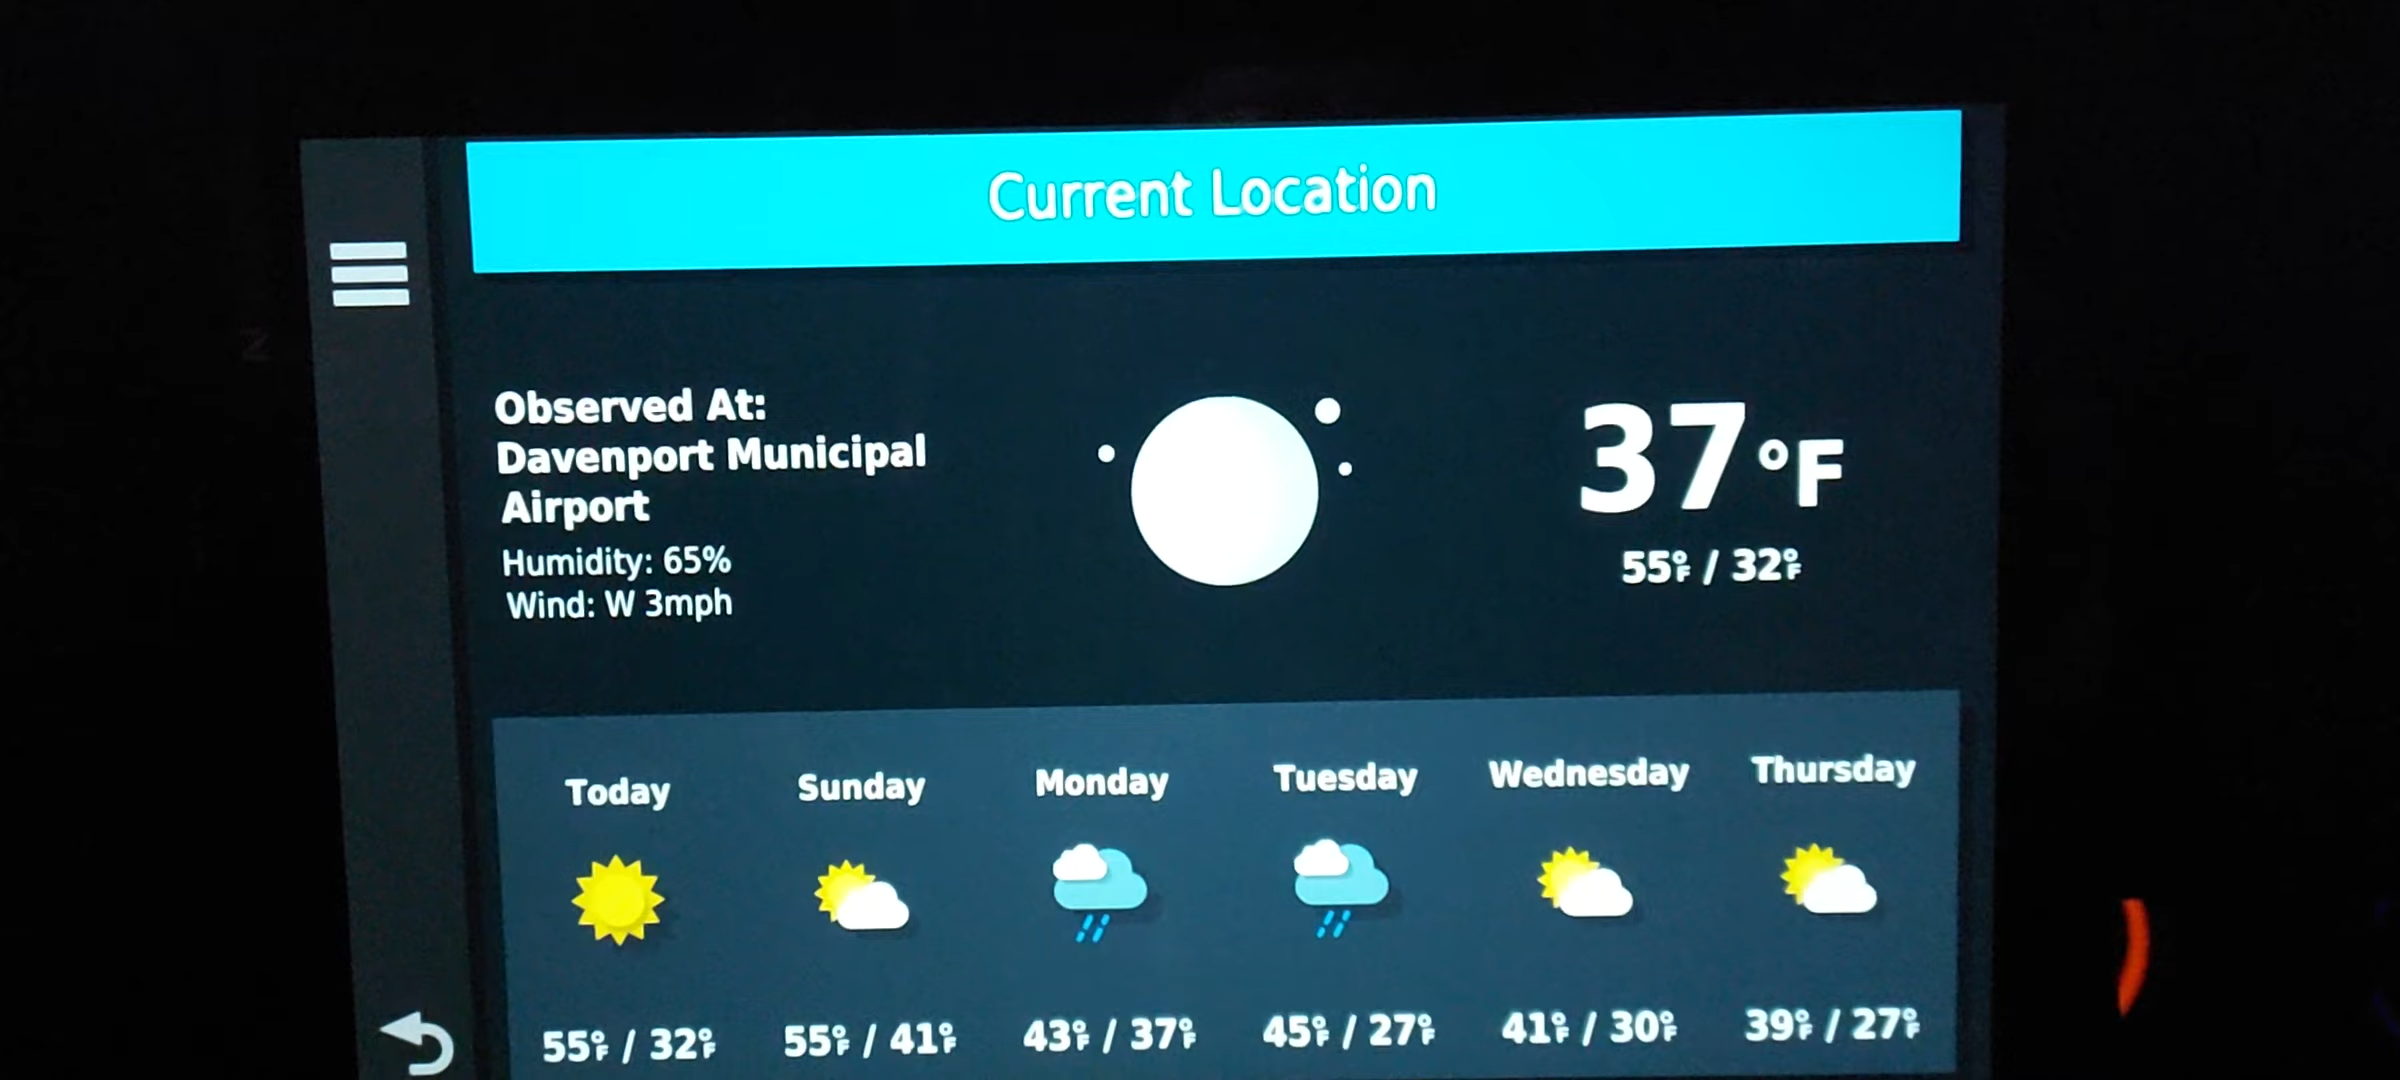 Current Location
Observed At:
Davenport Municipal
Airport
Humidity: 65%
Wind: W 3mph
37°F
55°F / 32°F
Today Sunday Monday Tuesday Wednesday Thursday
55°F / 32°F 55°F / 41°F 43°F / 37°F 45°F / 27°F 41°F / 30°F 39°F / 27°F